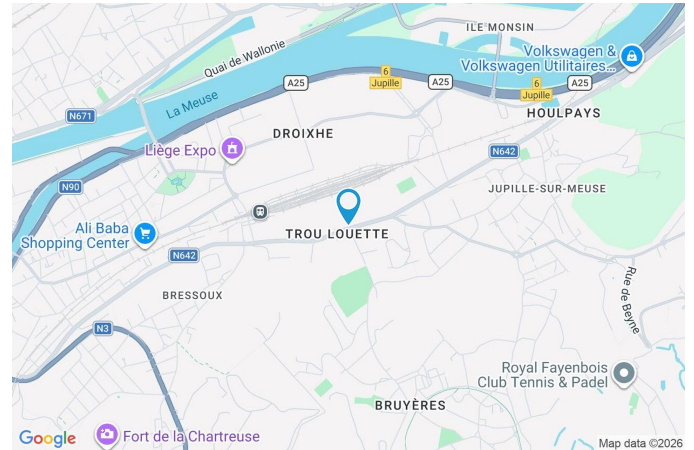 ILE MONSIN
Quai de Wallonie
Volkswagen &
Volkswagen Utilitaires...
6
Jupille
A25
A25
6
Jupille
A25
La Meuse
N671
HOULPAYS
DROIXHE
Liège Expo
N642
N90
JUPILLE-SUR-MEUSE
Ali Baba
Shopping Center
TROU LOUETTE
N642
BRESSOUX
Rue de Beyne
N3
Royal Fayenbois
Club Tennis & Padel
BRUYÈRES
Google
Fort de la Chartreuse
Map data ©2026